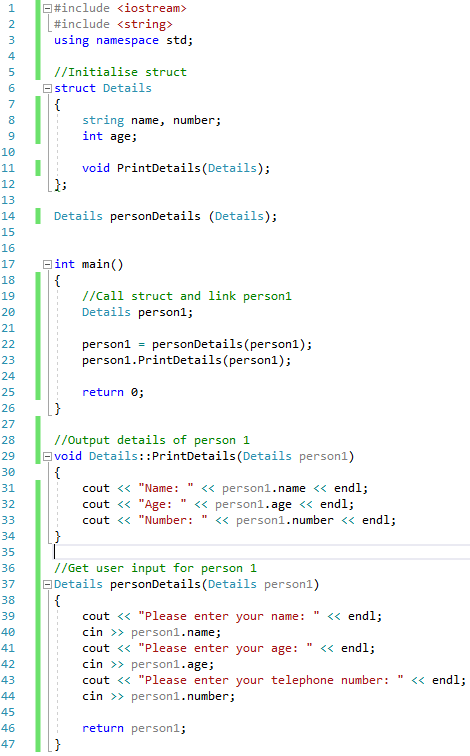 1 #include <iostream>
2 #include <string>
3 using namespace std;
4
5 //Initialise struct
6 struct Details
7 {
8 string name, number;
9 int age;
10
11 void PrintDetails(Details);
12 };
13
14 Details personDetails (Details);
15
16
17 int main()
18 {
19 //Call struct and link person1
20 Details person1;
21
22 person1 = personDetails(person1);
23 person1.PrintDetails(person1);
24
25 return 0;
26 }
27
28 //Output details of person 1
29 void Details::PrintDetails(Details person1)
30 {
31 cout << "Name: " << person1.name << endl;
32 cout << "Age: " << person1.age << endl;
33 cout << "Number: " << person1.number << endl;
34 }
35
36 //Get user input for person 1
37 Details personDetails(Details person1)
38 {
39 cout << "Please enter your name: " << endl;
40 cin >> person1.name;
41 cout << "Please enter your age: " << endl;
42 cin >> person1.age;
43 cout << "Please enter your telephone number: " << endl;
44 cin >> person1.number;
45
46 return person1;
47 }